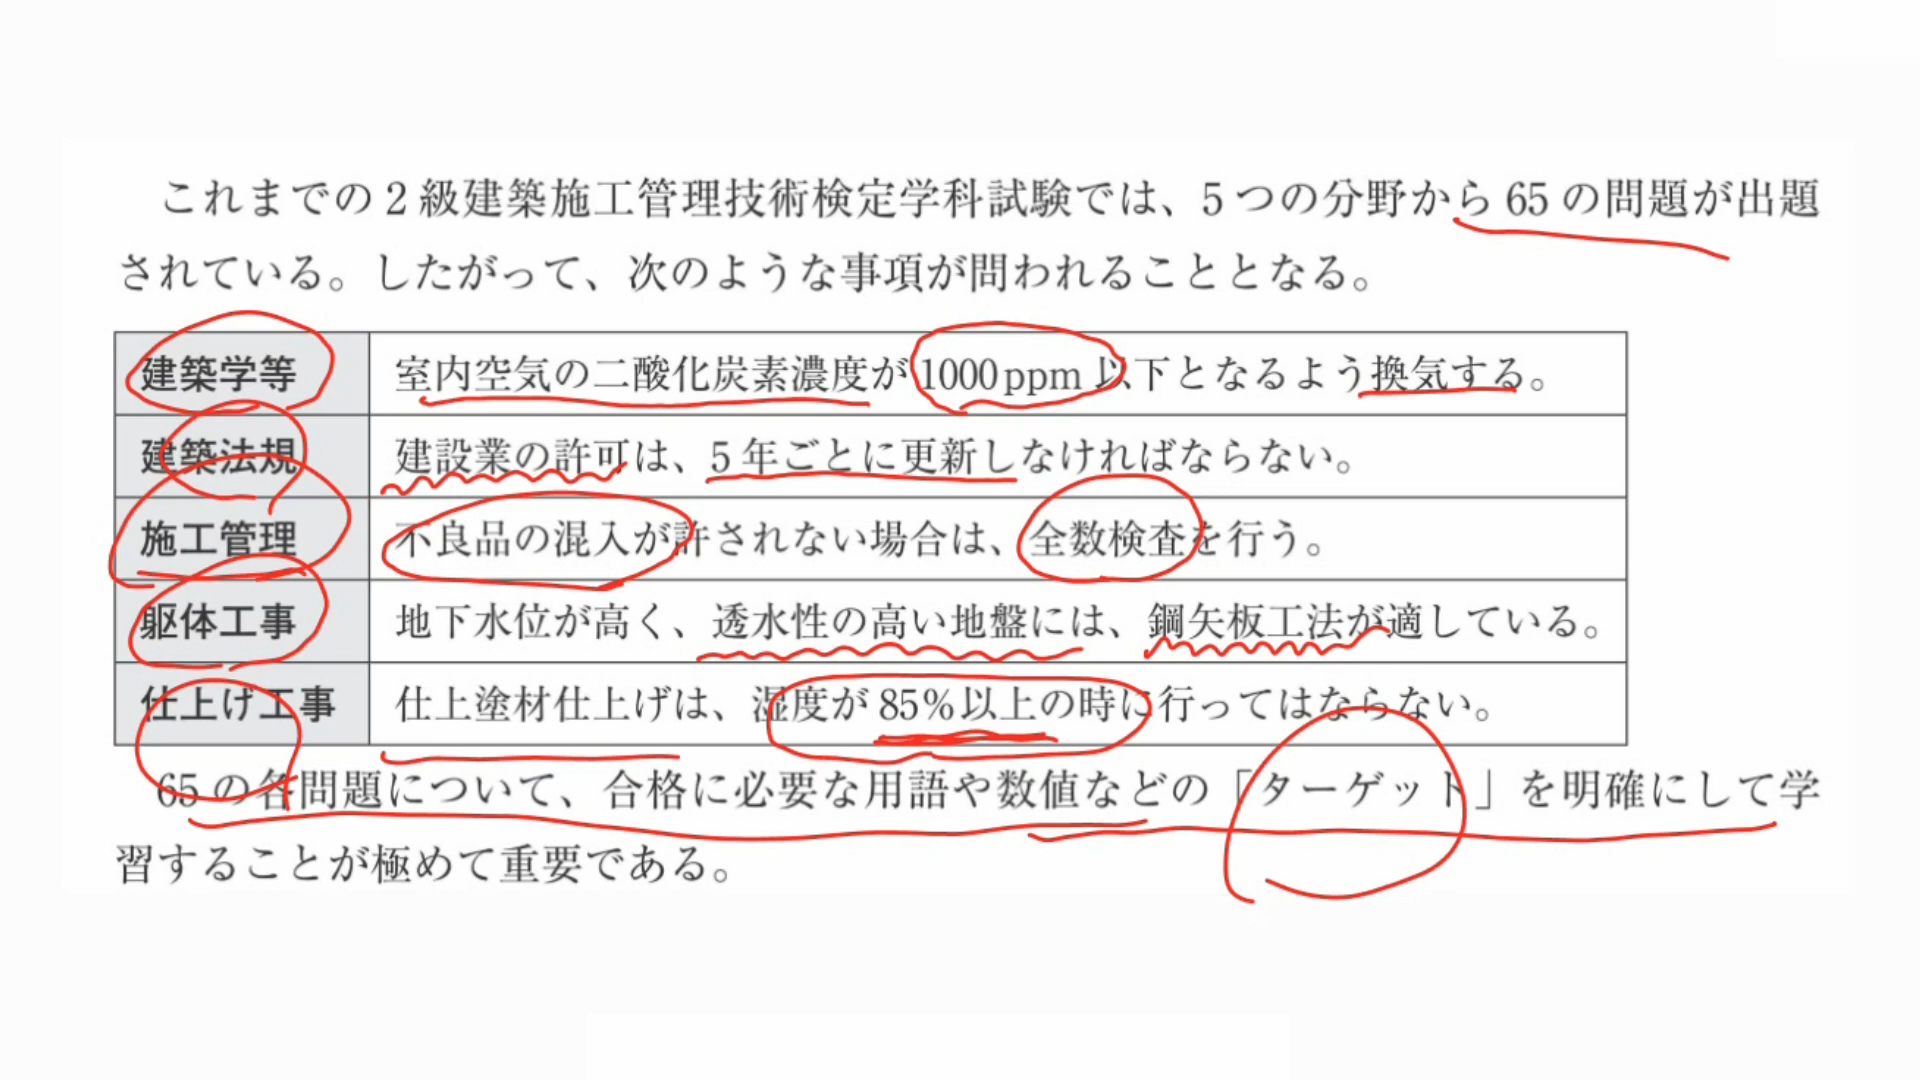 これまでの2級建築施工管理技術検定学科試験では、5つの分野から65の問題が出題
されている。したがって、次のような事項が問われることとなる。
建築学等 室内空気の二酸化炭素濃度が1000ppm以下となるよう換気する。
建築法規 建設業の許可は、5年ごとに更新しなければならない。
施工管理 不良品の混入が許されない場合は、全数検査を行う。
躯体工事 地下水位が高く、透水性の高い地盤には、鋼矢板工法が適している。
仕上げ工事 仕上塗材仕上げは、湿度が85%以上の時に行ってはならない。
65の各問題について、合格に必要な用語や数値などの「ターゲット」を明確にして学
習することが極めて重要である。